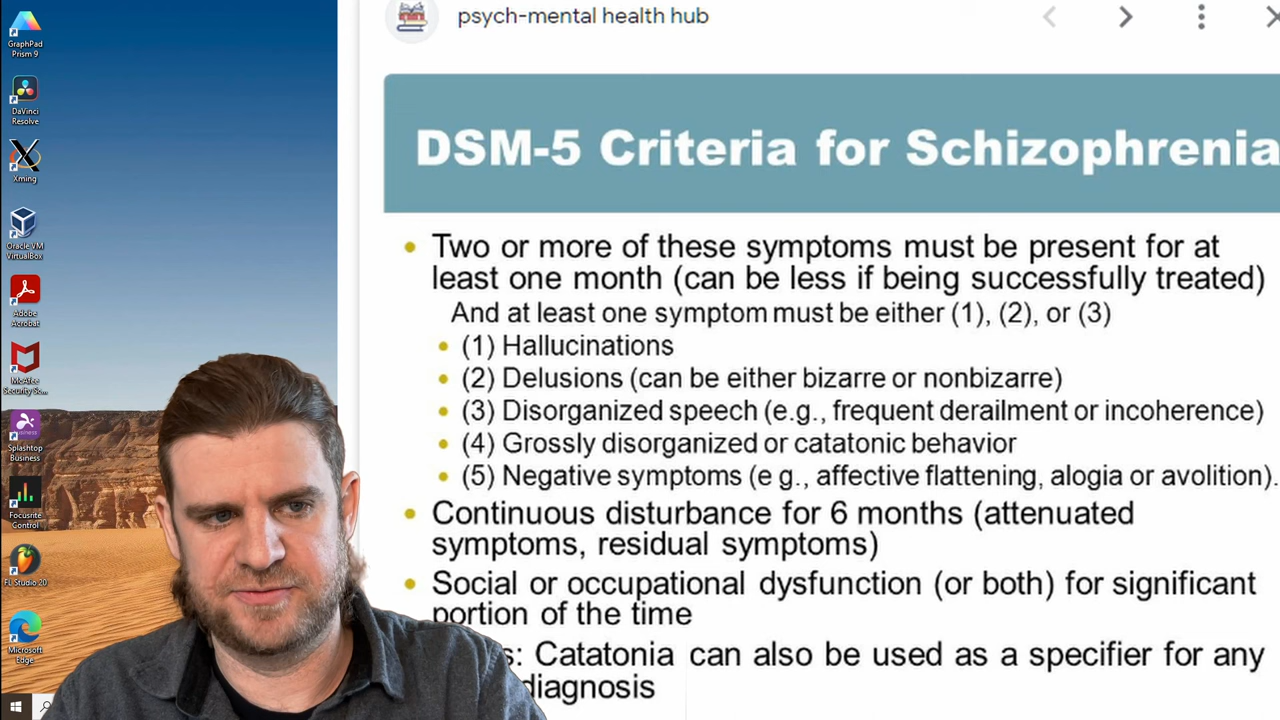 GraphPad
Prism 9
DaVinci
Resolve
Xming
Oracle VM
VirtualBox
Adobe
Acrobat
McAfee
Security Sc...
Splashtop
Business
Focusrite
Control
FL Studio 20
Microsoft
Edge
psych-mental health hub
DSM-5 Criteria for Schizophrenia
Two or more of these symptoms must be present for at
least one month (can be less if being successfully treated)
And at least one symptom must be either (1), (2), or (3)
(1) Hallucinations
(2) Delusions (can be either bizarre or nonbizarre)
(3) Disorganized speech (e.g., frequent derailment or incoherence)
(4) Grossly disorganized or catatonic behavior
(5) Negative symptoms (e g., affective flattening, alogia or avolition).
Continuous disturbance for 6 months (attenuated
symptoms, residual symptoms)
Social or occupational dysfunction (or both) for significant
portion of the time
s: Catatonia can also be used as a specifier for any
diagnosis